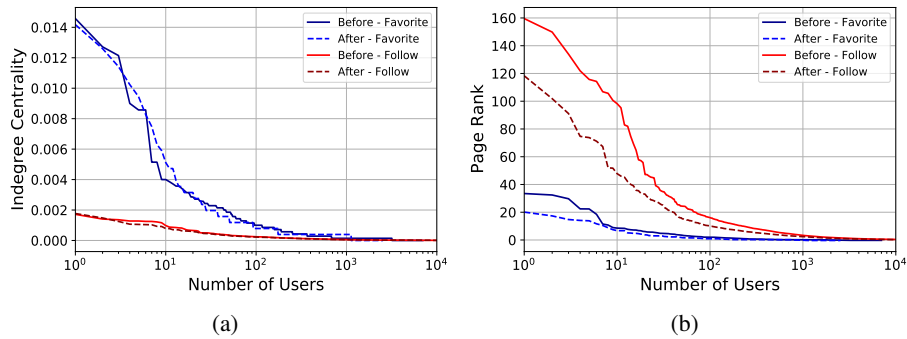 0.014
0.012
0.010
0.008
0.006
0.004
0.002
0.000
Indegree Centrality
Before - Favorite
After - Favorite
Before - Follow
After - Follow
10^0
10^1
10^2
10^3
10^4
Number of Users
(a)
160
140
120
100
80
60
40
20
0
Page Rank
Before - Favorite
After - Favorite
Before - Follow
After - Follow
10^0
10^1
10^2
10^3
10^4
Number of Users
(b)